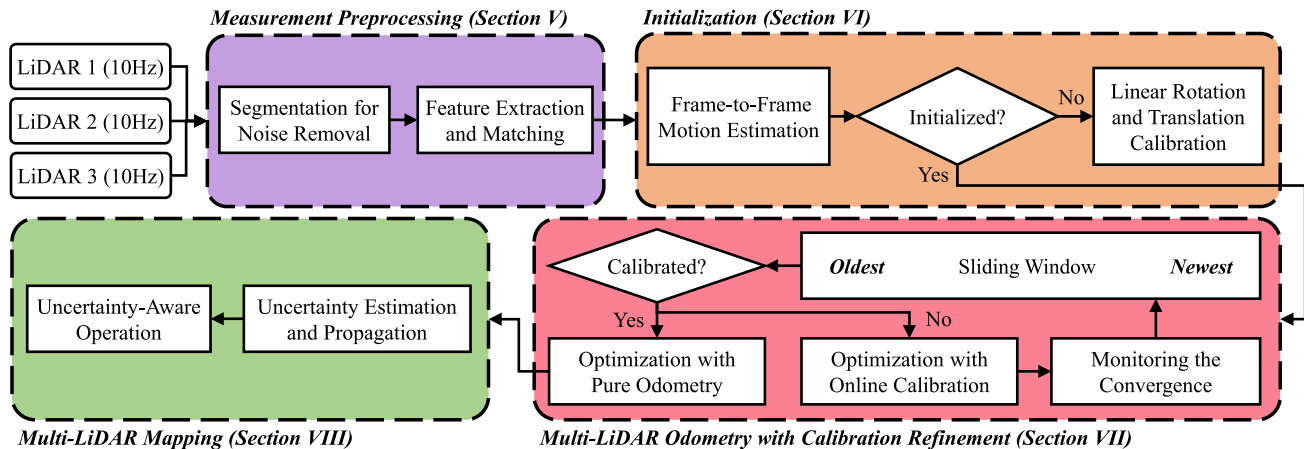 Measurement Preprocessing (Section V)
Initialization (Section VI)
LiDAR 1 (10Hz)
LiDAR 2 (10Hz)
LiDAR 3 (10Hz)
Segmentation for
Noise Removal
Feature Extraction
and Matching
Frame-to-Frame
Motion Estimation
Initialized?
No
Yes
Linear Rotation
and Translation
Calibration
Calibrated?
Oldest Sliding Window Newest
Yes
No
Optimization with
Pure Odometry
Optimization with
Online Calibration
Monitoring the
Convergence
Uncertainty-Aware
Operation
Uncertainty Estimation
and Propagation
Multi-LiDAR Mapping (Section VIII)
Multi-LiDAR Odometry with Calibration Refinement (Section VII)